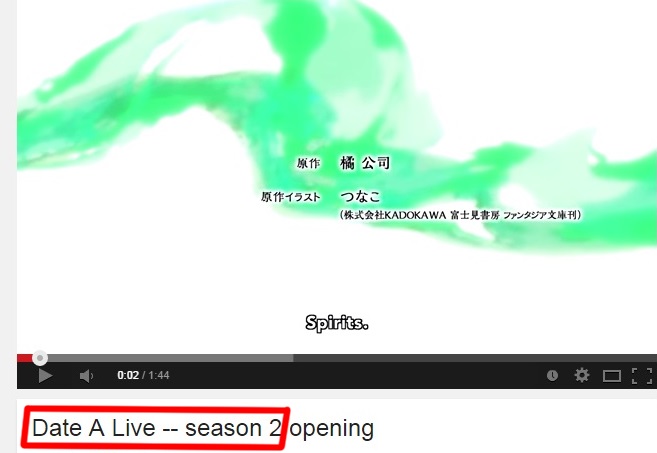 原作 橘 公司
原作イラスト つなこ
(株式会社KADOKAWA 富士見書房 ファンタジア文庫刊)
Spirits.
0:02 / 1:44
Date A Live -- season 2 opening